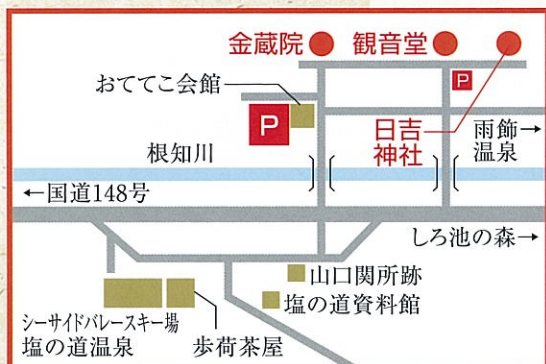 金蔵院
観音堂
おててこ会館
P
P
日吉
神社
雨飾→
温泉
根知川
←国道148号
しろ池の森→
山口関所跡
塩の道資料館
シーサイドバレースキー場
塩の道温泉
歩荷茶屋